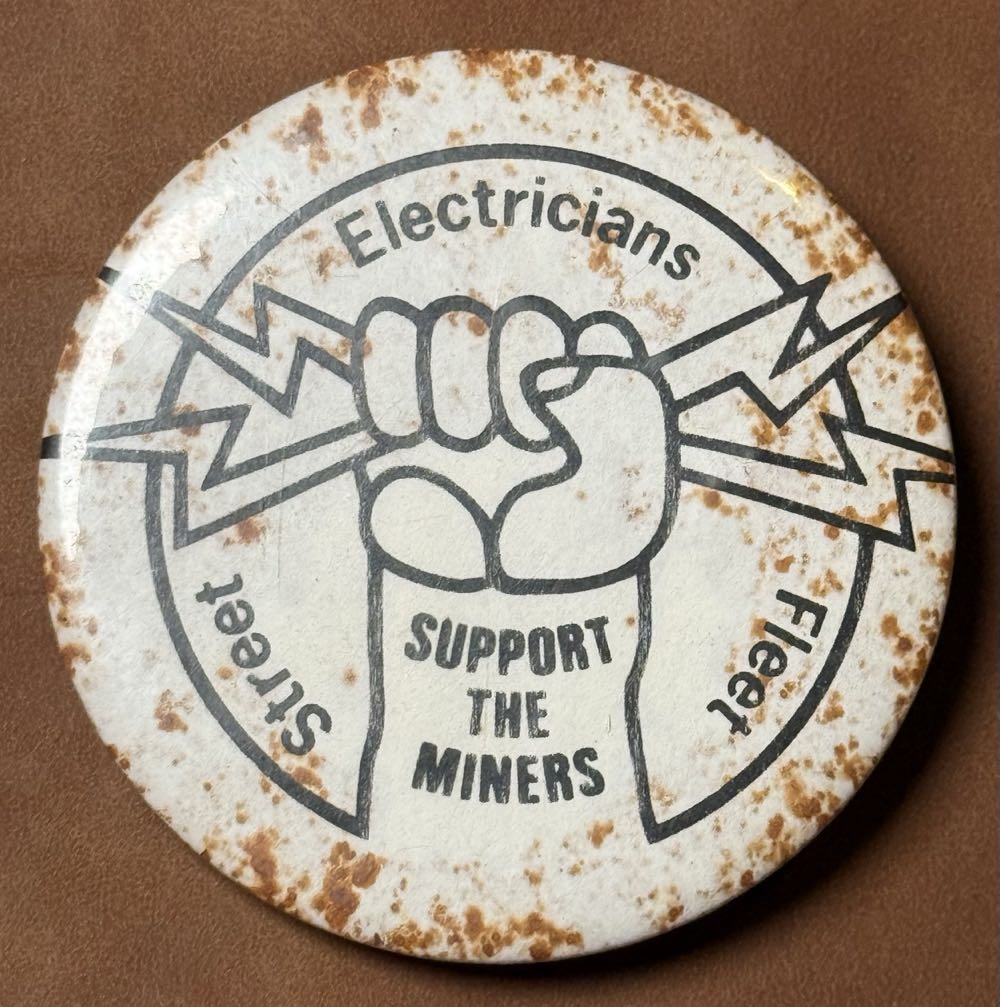 Electricians
Fleet
Street
SUPPORT
THE
MINERS